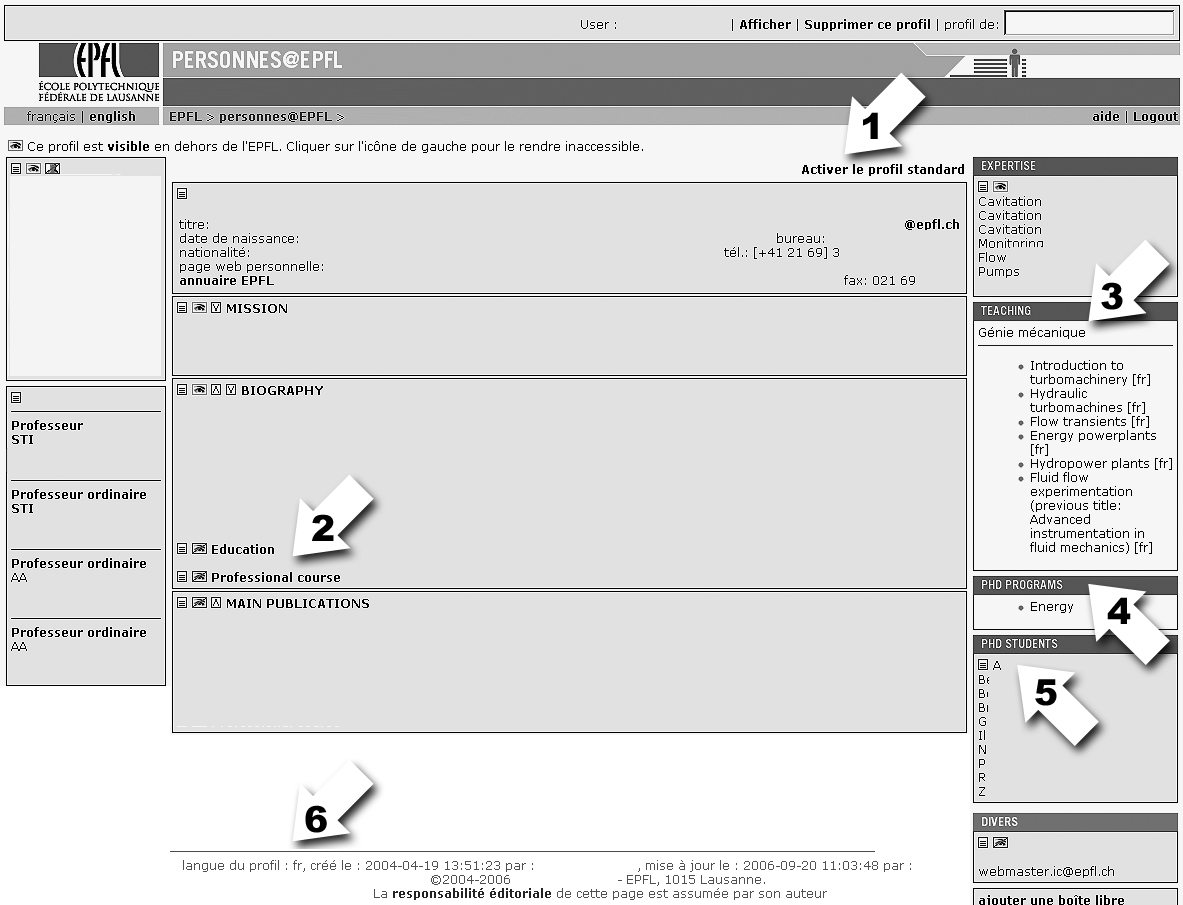 User : | Afficher | Supprimer ce profil | profil de:
EPFL
ÉCOLE POLYTECHNIQUE
FÉDÉRALE DE LAUSANNE
PERSONNES@EPFL
français | english
EPFL > personnes@EPFL >
aide | Logout
Ce profil est visible en dehors de l'EPFL. Cliquer sur l'icône de gauche pour le rendre inaccessible.
1
Activer le profil standard
Professeur
STI
Professeur ordinaire
STI
Professeur ordinaire
AA
Professeur ordinaire
AA
titre:
@epfl.ch
date de naissance:
bureau:
nationalité:
tél.: [+41 21 69] 3
page web personnelle:
annuaire EPFL
fax: 021 69
MISSION
BIOGRAPHY
2
Education
Professional course
MAIN PUBLICATIONS
EXPERTISE
Cavitation
Cavitation
Cavitation
Monitoring
Flow
Pumps
3
TEACHING
Génie mécanique
Introduction to
turbomachinery [fr]
Hydraulic
turbomachines [fr]
Flow transients [fr]
Energy powerplants
[fr]
Hydropower plants [fr]
Fluid flow
experimentation
(previous title:
Advanced
instrumentation in
fluid mechanics) [fr]
PHD PROGRAMS
Energy
4
PHD STUDENTS
A
5
G
Il
N
P
R
Z
DIVERS
webmaster.ic@epfl.ch
ajouter une boîte libre
6
langue du profil : fr, créé le : 2004-04-19 13:51:23 par : , mise à jour le : 2006-09-20 11:03:48 par :
©2004-2006 - EPFL, 1015 Lausanne.
La responsabilité éditoriale de cette page est assumée par son auteur